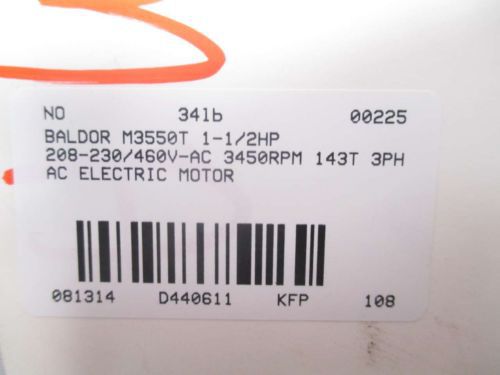 NO 34lb 00225
BALDOR M3550T 1-1/2HP
208-230/460V-AC 3450RPM 143T 3PH
AC ELECTRIC MOTOR
081314 D440611 KFP 108